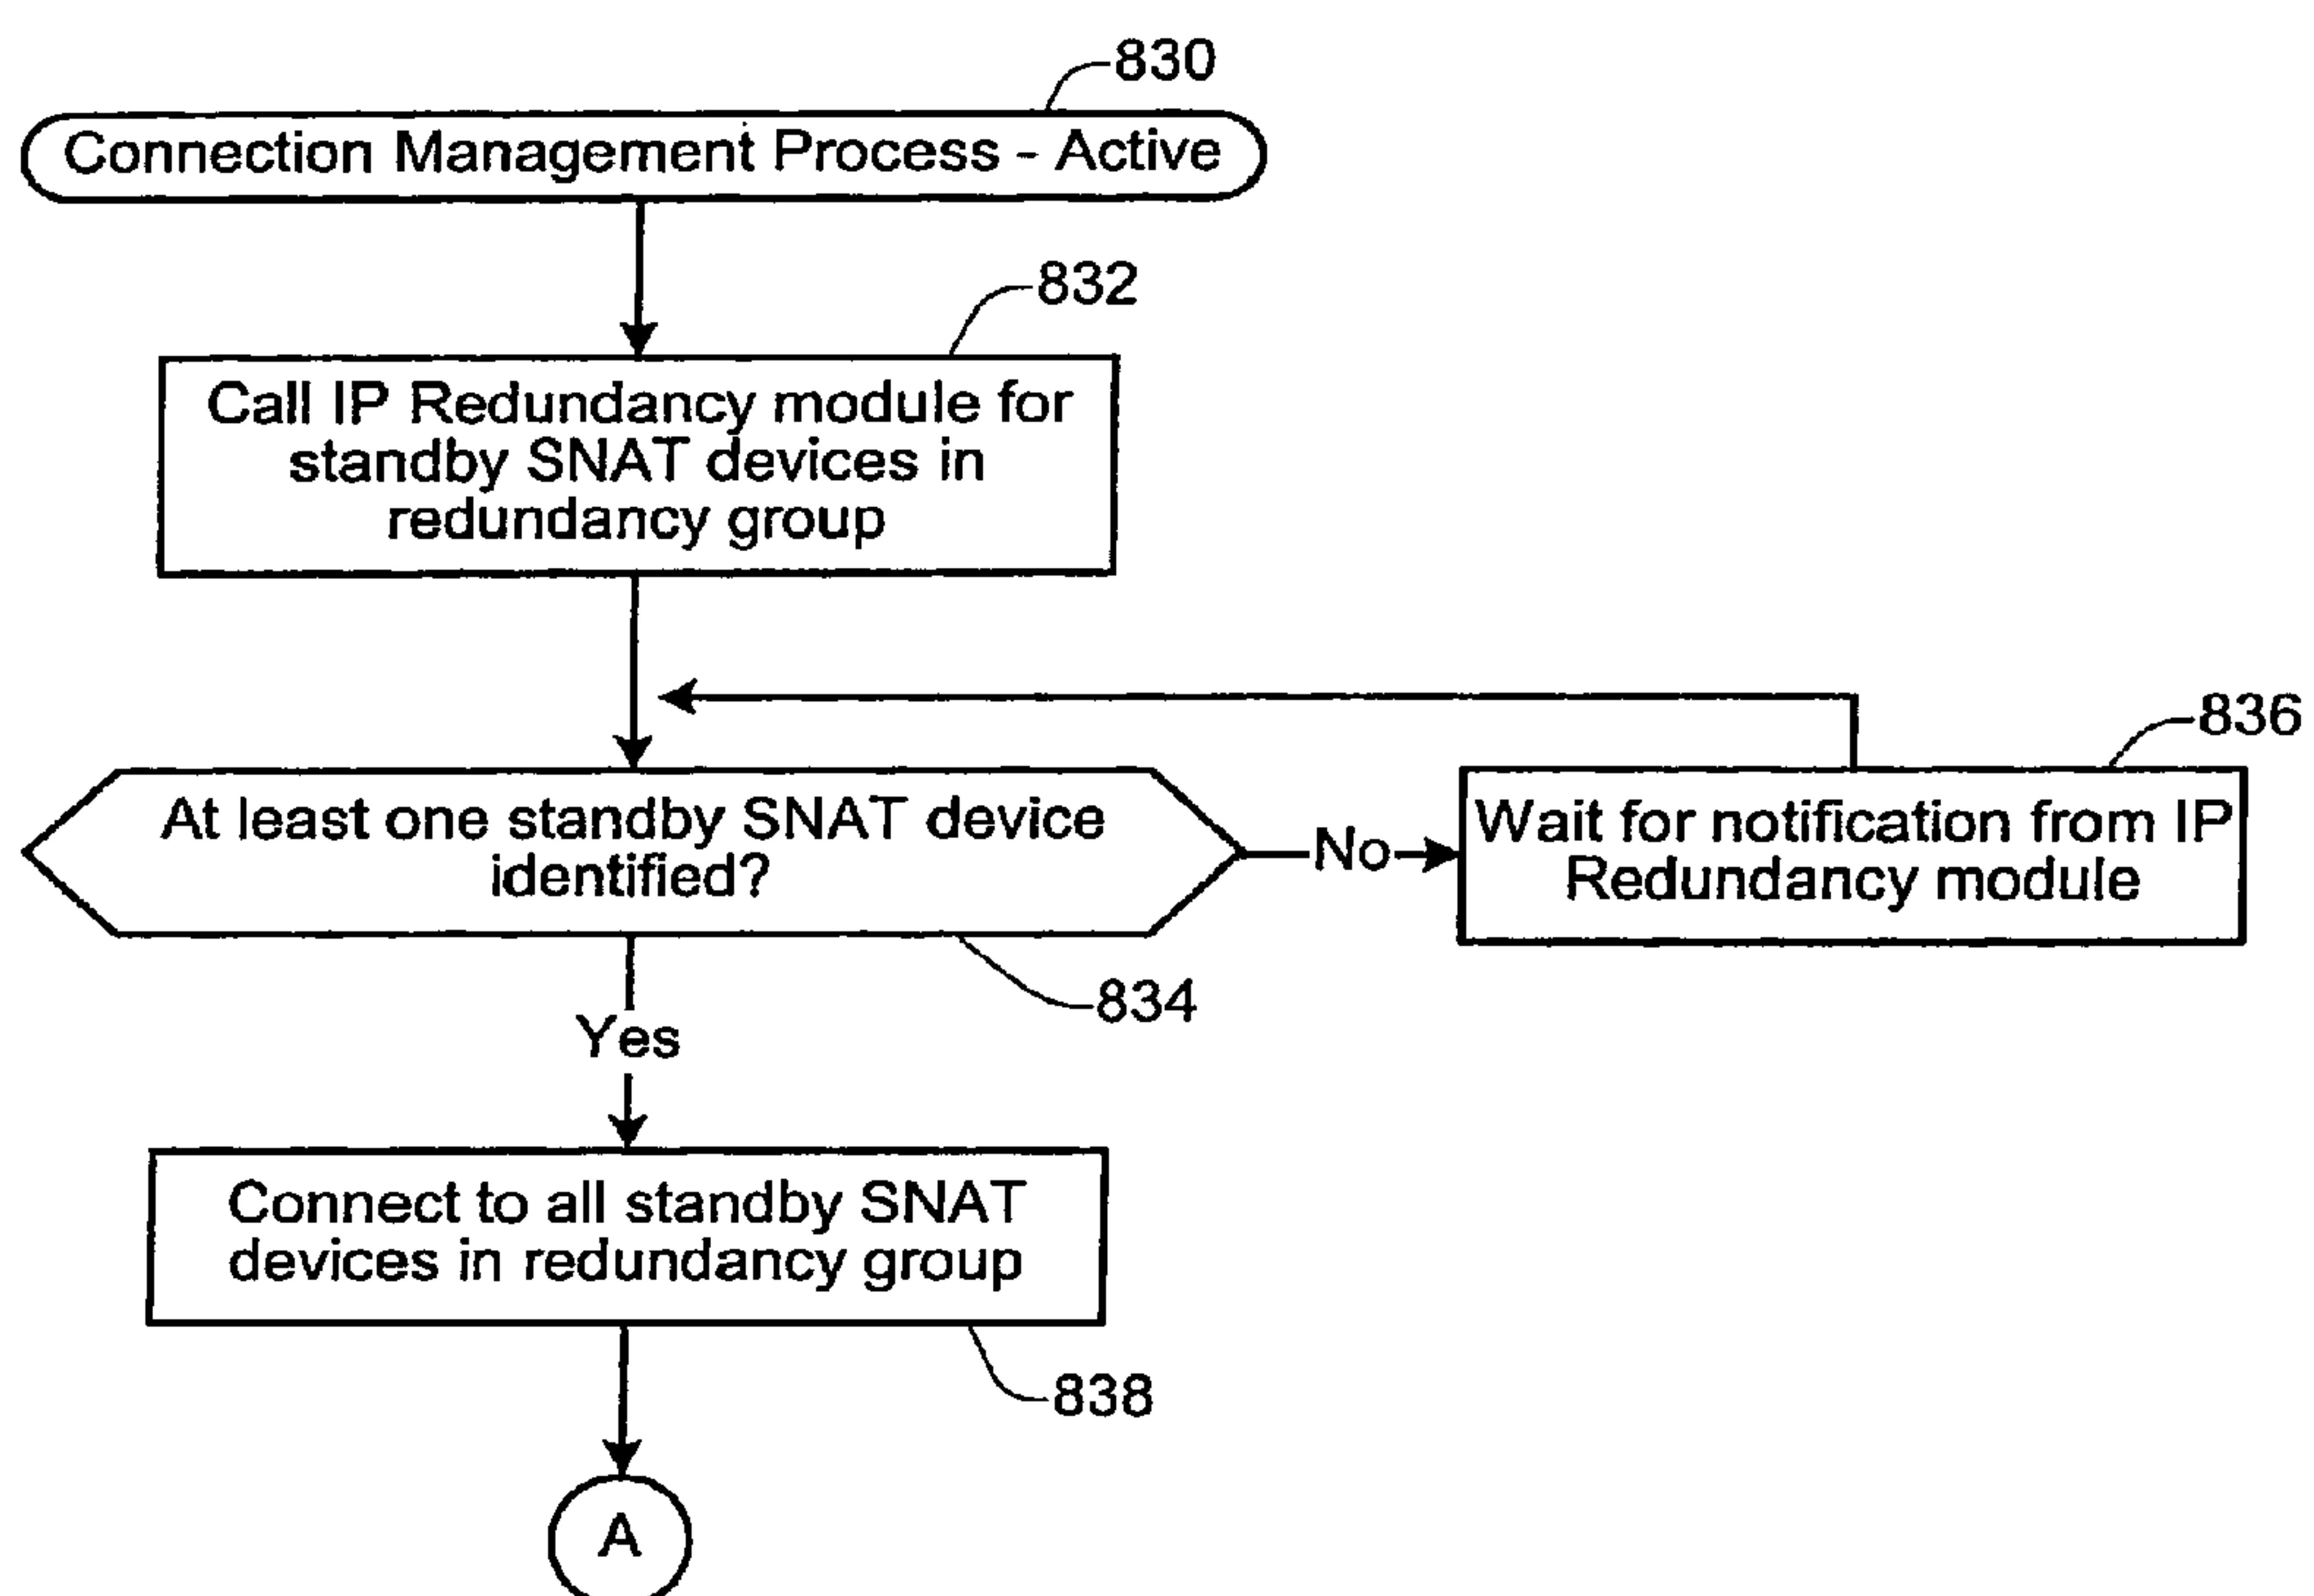 830
Connection Management Process - Active
832
Call IP Redundancy module for
standby SNAT devices in
redundancy group
836
At least one standby SNAT device
identified?
No
Wait for notification from IP
Redundancy module
834
Yes
Connect to all standby SNAT
devices in redundancy group
838
A